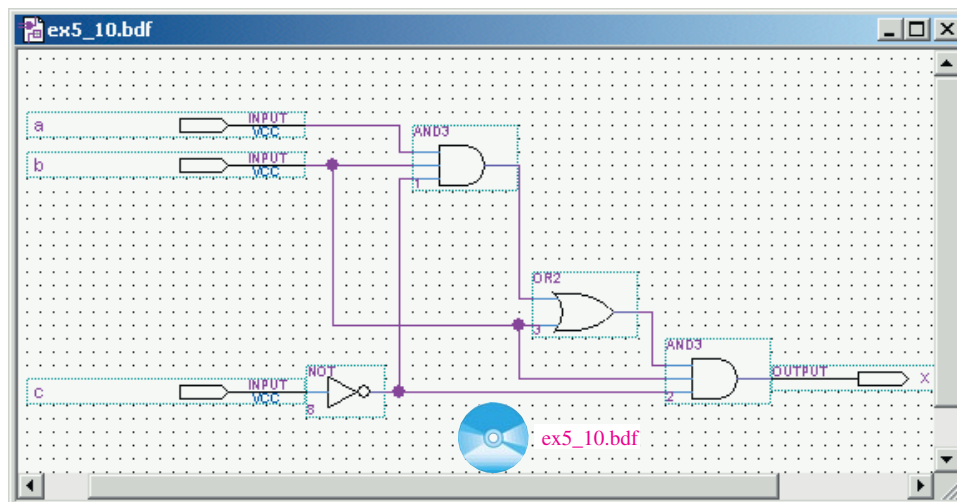 ex5_10.bdf
a
INPUT
VCC
AND3
b
INPUT
VCC
1
OR2
3
AND3
NOT
OUTPUT
x
c
INPUT
VCC
8
2
ex5_10.bdf